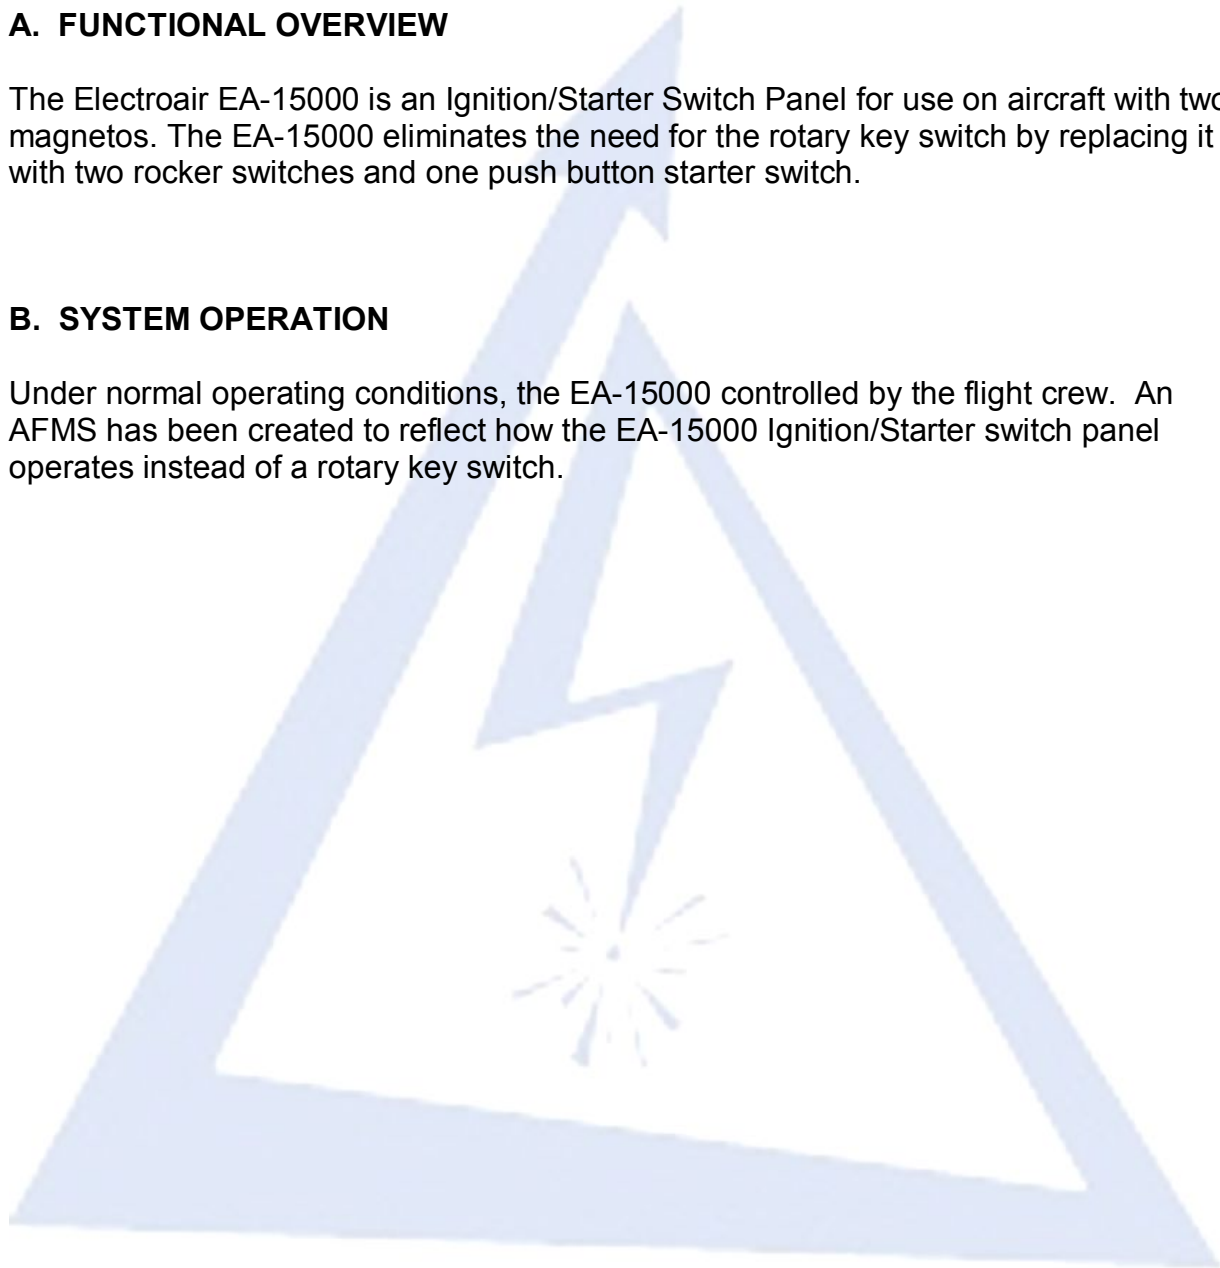 A. FUNCTIONAL OVERVIEW
The Electroair EA-15000 is an Ignition/Starter Switch Panel for use on aircraft with two
magnetos. The EA-15000 eliminates the need for the rotary key switch by replacing it
with two rocker switches and one push button starter switch.
B. SYSTEM OPERATION
Under normal operating conditions, the EA-15000 controlled by the flight crew. An
AFMS has been created to reflect how the EA-15000 Ignition/Starter switch panel
operates instead of a rotary key switch.